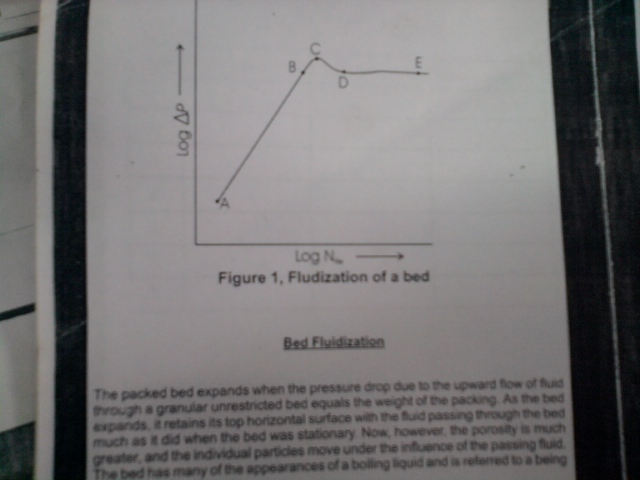 C
B
E
D
Log ΔP
A
Log N
Figure 1, Fludization of a bed
Bed Fluidization
The packed bed expands when the pressure drop due to the upward flow of fluid
through a granular unrestricted bed equals the weight of the packing. As the bed
expands, it retains its top horizontal surface with the fluid passing through the bed
much as it did when the bed was stationary. Now, however, the porosity is much
greater, and the individual particles move under the influence of the passing fluid.
The bed has many of the appearances of a boiling liquid and is referred to a being